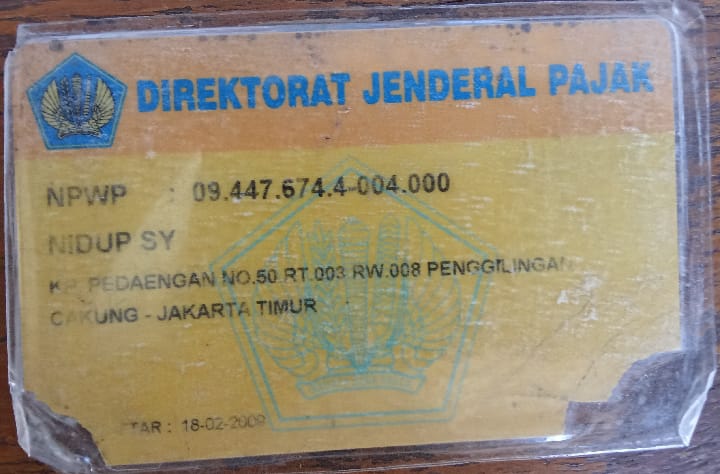 DIREKTORAT JENDERAL PAJAK
NPWP : 09.447.674.4-004.000
NIDUP SY
KP. PEDAENGAN NO.50 RT.003 RW.008 PENGGILINGAN
CAKUNG - JAKARTA TIMUR
TAR : 18-02-2009